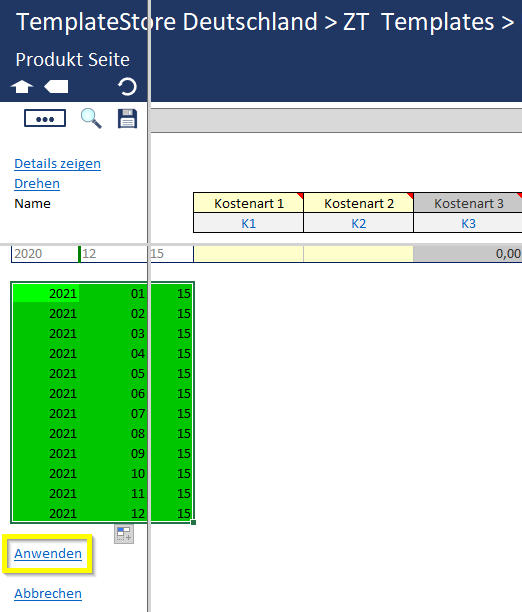 TemplateStore Deutschland > ZT Templates >
Produkt Seite
Details zeigen
Drehen
Name Kostenart 1 Kostenart 2 Kostenart 3
K1 K2 K3
2020 12 15 0,00
2021 01 15
2021 02 15
2021 03 15
2021 04 15
2021 05 15
2021 06 15
2021 07 15
2021 08 15
2021 09 15
2021 10 15
2021 11 15
2021 12 15
Anwenden
Abbrechen